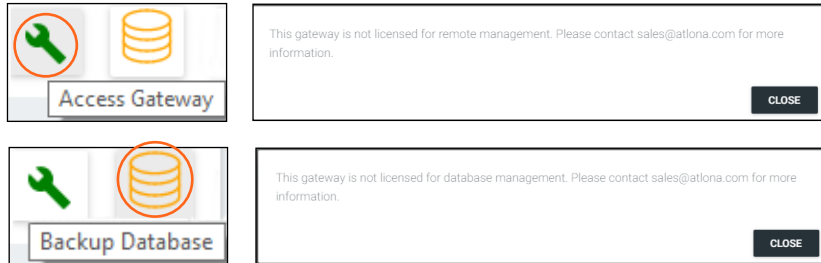 Access Gateway
This gateway is not licensed for remote management. Please contact sales@atlona.com for more
information.
CLOSE
Backup Database
This gateway is not licensed for database management. Please contact sales@atlona.com for more
information.
CLOSE